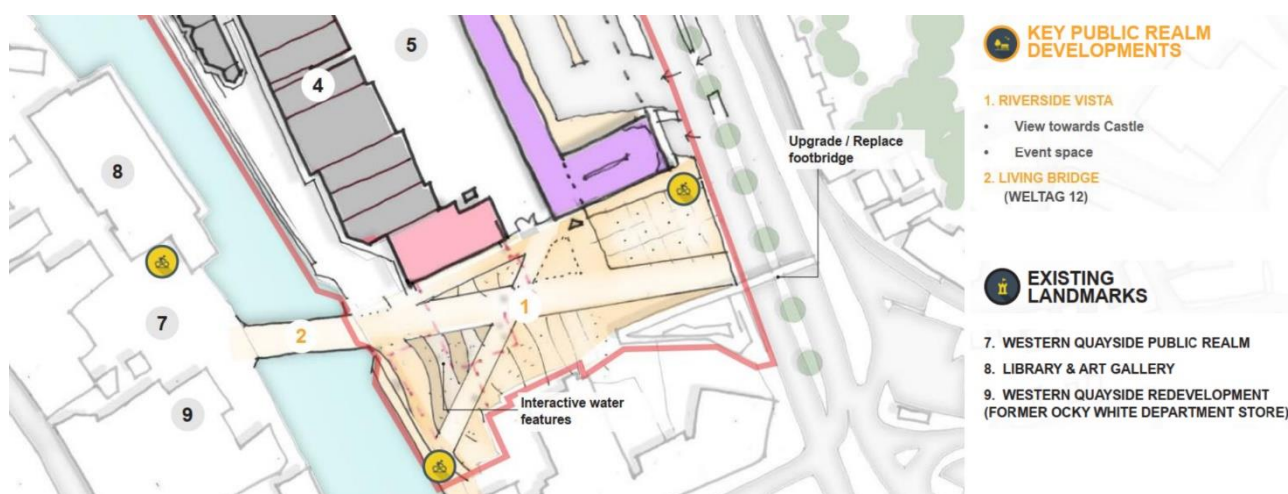 5
4
8
Upgrade / Replace
footbridge
1
7
2
9
Interactive water
features
KEY PUBLIC REALM
DEVELOPMENTS
1. RIVERSIDE VISTA
• View towards Castle
• Event space
2. LIVING BRIDGE
(WELTAG 12)
EXISTING
LANDMARKS
7. WESTERN QUAYSIDE PUBLIC REALM
8. LIBRARY & ART GALLERY
9. WESTERN QUAYSIDE REDEVELOPMENT
(FORMER OCKY WHITE DEPARTMENT STORE)